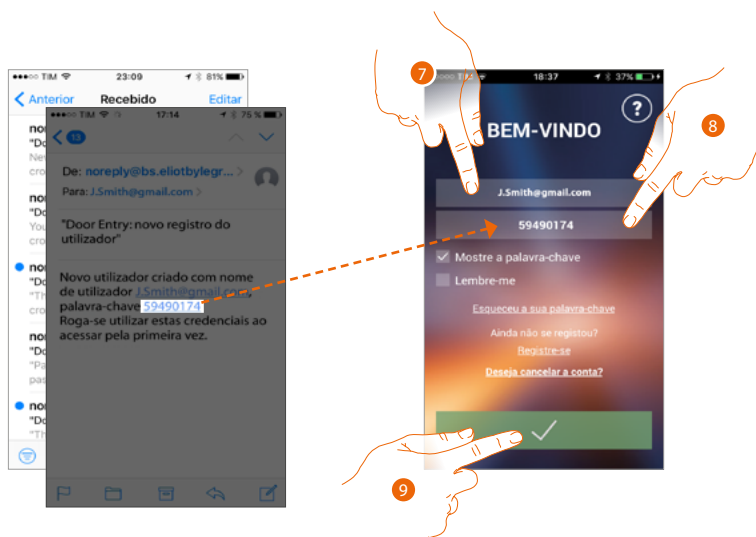 ●●●○○ TIM 23:09 81%
Anterior Recebido Editar
●●●○○ TIM 17:14 75 %
13
De: noreply@bs.eliotbylegr...
Para: J.Smith@gmail.com
"Door Entry: novo registro do
utilizador"
Novo utilizador criado com nome
de utilizador J.Smith@gmail.com,
palavra-chave 59490174
Roga-se utilizar estas credenciais ao
acessar pela primeira vez.
7
TIM 18:37 37%
?
BEM-VINDO
8
J.Smith@gmail.com
59490174
Mostre a palavra-chave
Lembre-me
Esqueceu a sua palavra-chave
Ainda não se registou?
Registre-se
Deseja cancelar a conta?
9